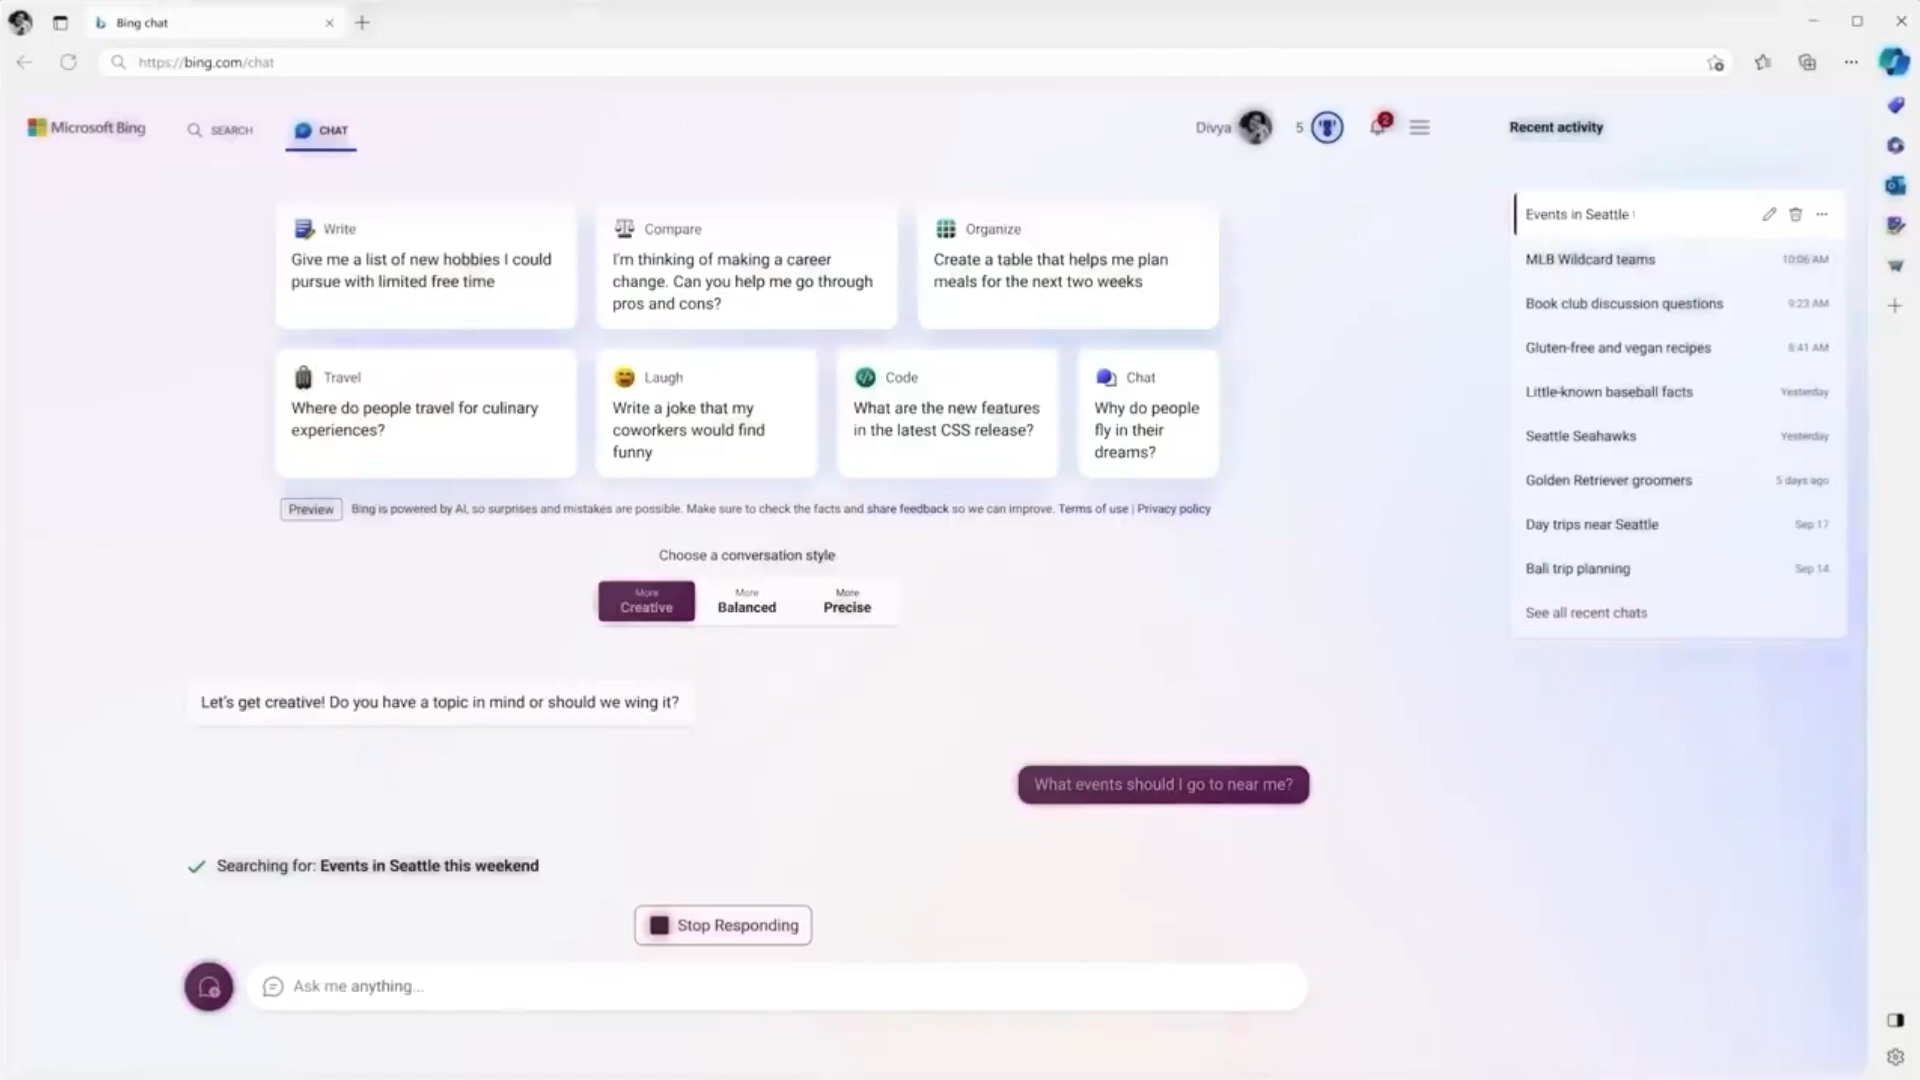 Bing chat
https://bing.com/chat
Microsoft Bing
SEARCH
CHAT
Divya
5
2
Recent activity
Write
Give me a list of new hobbies I could
pursue with limited free time
Compare
I'm thinking of making a career
change. Can you help me go through
pros and cons?
Organize
Create a table that helps me plan
meals for the next two weeks
Travel
Where do people travel for culinary
experiences?
Laugh
Write a joke that my
coworkers would find
funny
Code
What are the new features
in the latest CSS release?
Chat
Why do people
fly in their
dreams?
Preview
Bing is powered by AI, so surprises and mistakes are possible. Make sure to check the facts and share feedback so we can improve. Terms of use | Privacy policy
Choose a conversation style
More
Creative
More
Balanced
More
Precise
Let's get creative! Do you have a topic in mind or should we wing it?
What events should I go to near me?
Searching for: Events in Seattle this weekend
Stop Responding
Ask me anything...
Events in Seattle
MLB Wildcard teams 10:06 AM
Book club discussion questions 9:23 AM
Gluten-free and vegan recipes 8:41 AM
Little-known baseball facts Yesterday
Seattle Seahawks Yesterday
Golden Retriever groomers 5 days ago
Day trips near Seattle Sep 17
Bali trip planning Sep 14
See all recent chats